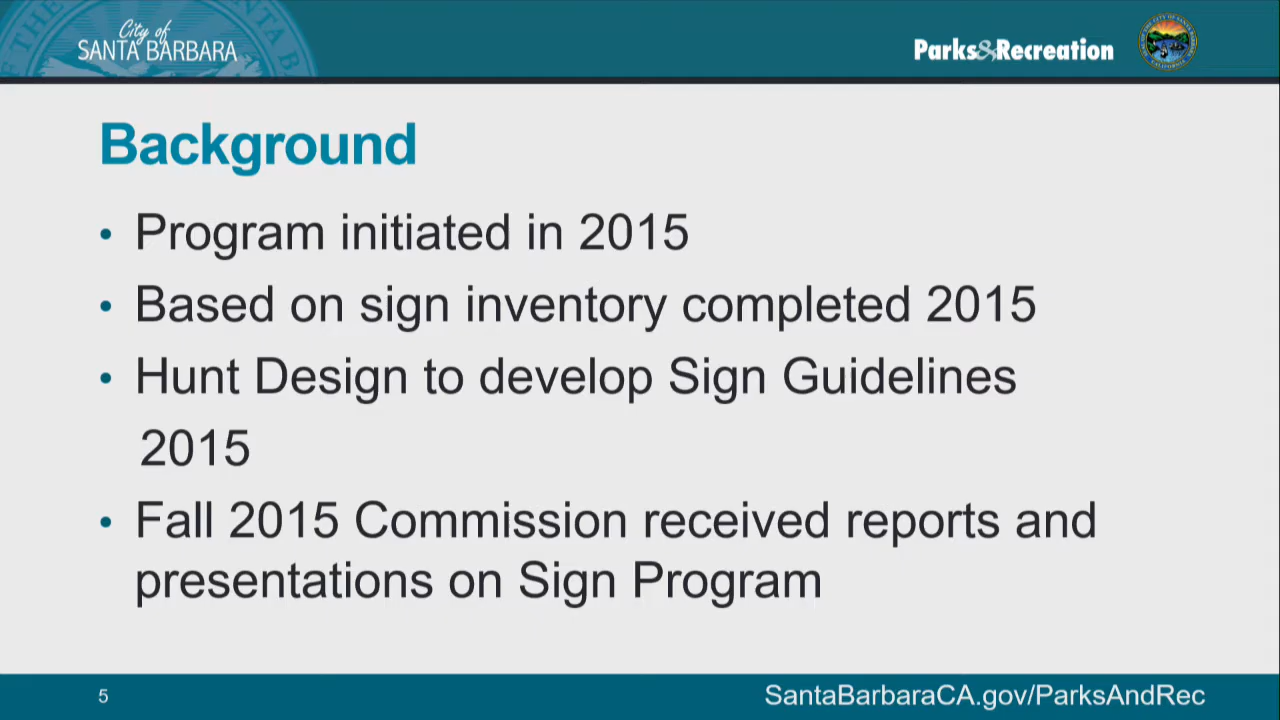 City of
SANTA BARBARA
Parks&Recreation
Background
• Program initiated in 2015
• Based on sign inventory completed 2015
• Hunt Design to develop Sign Guidelines
2015
• Fall 2015 Commission received reports and
presentations on Sign Program
5
SantaBarbaraCA.gov/ParksAndRec